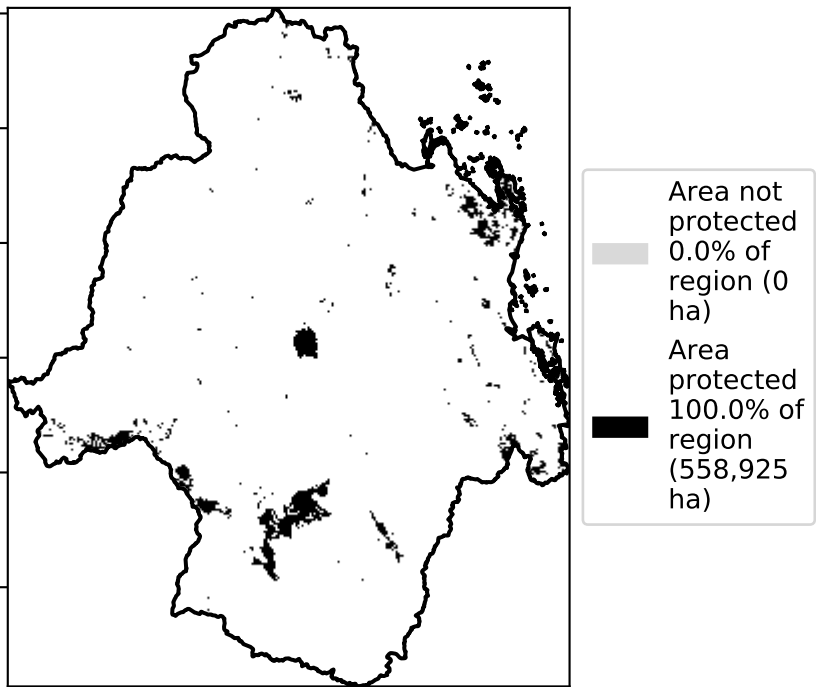 Area not
protected
0.0% of
region (0
ha)
Area
protected
100.0% of
region
(558,925
ha)